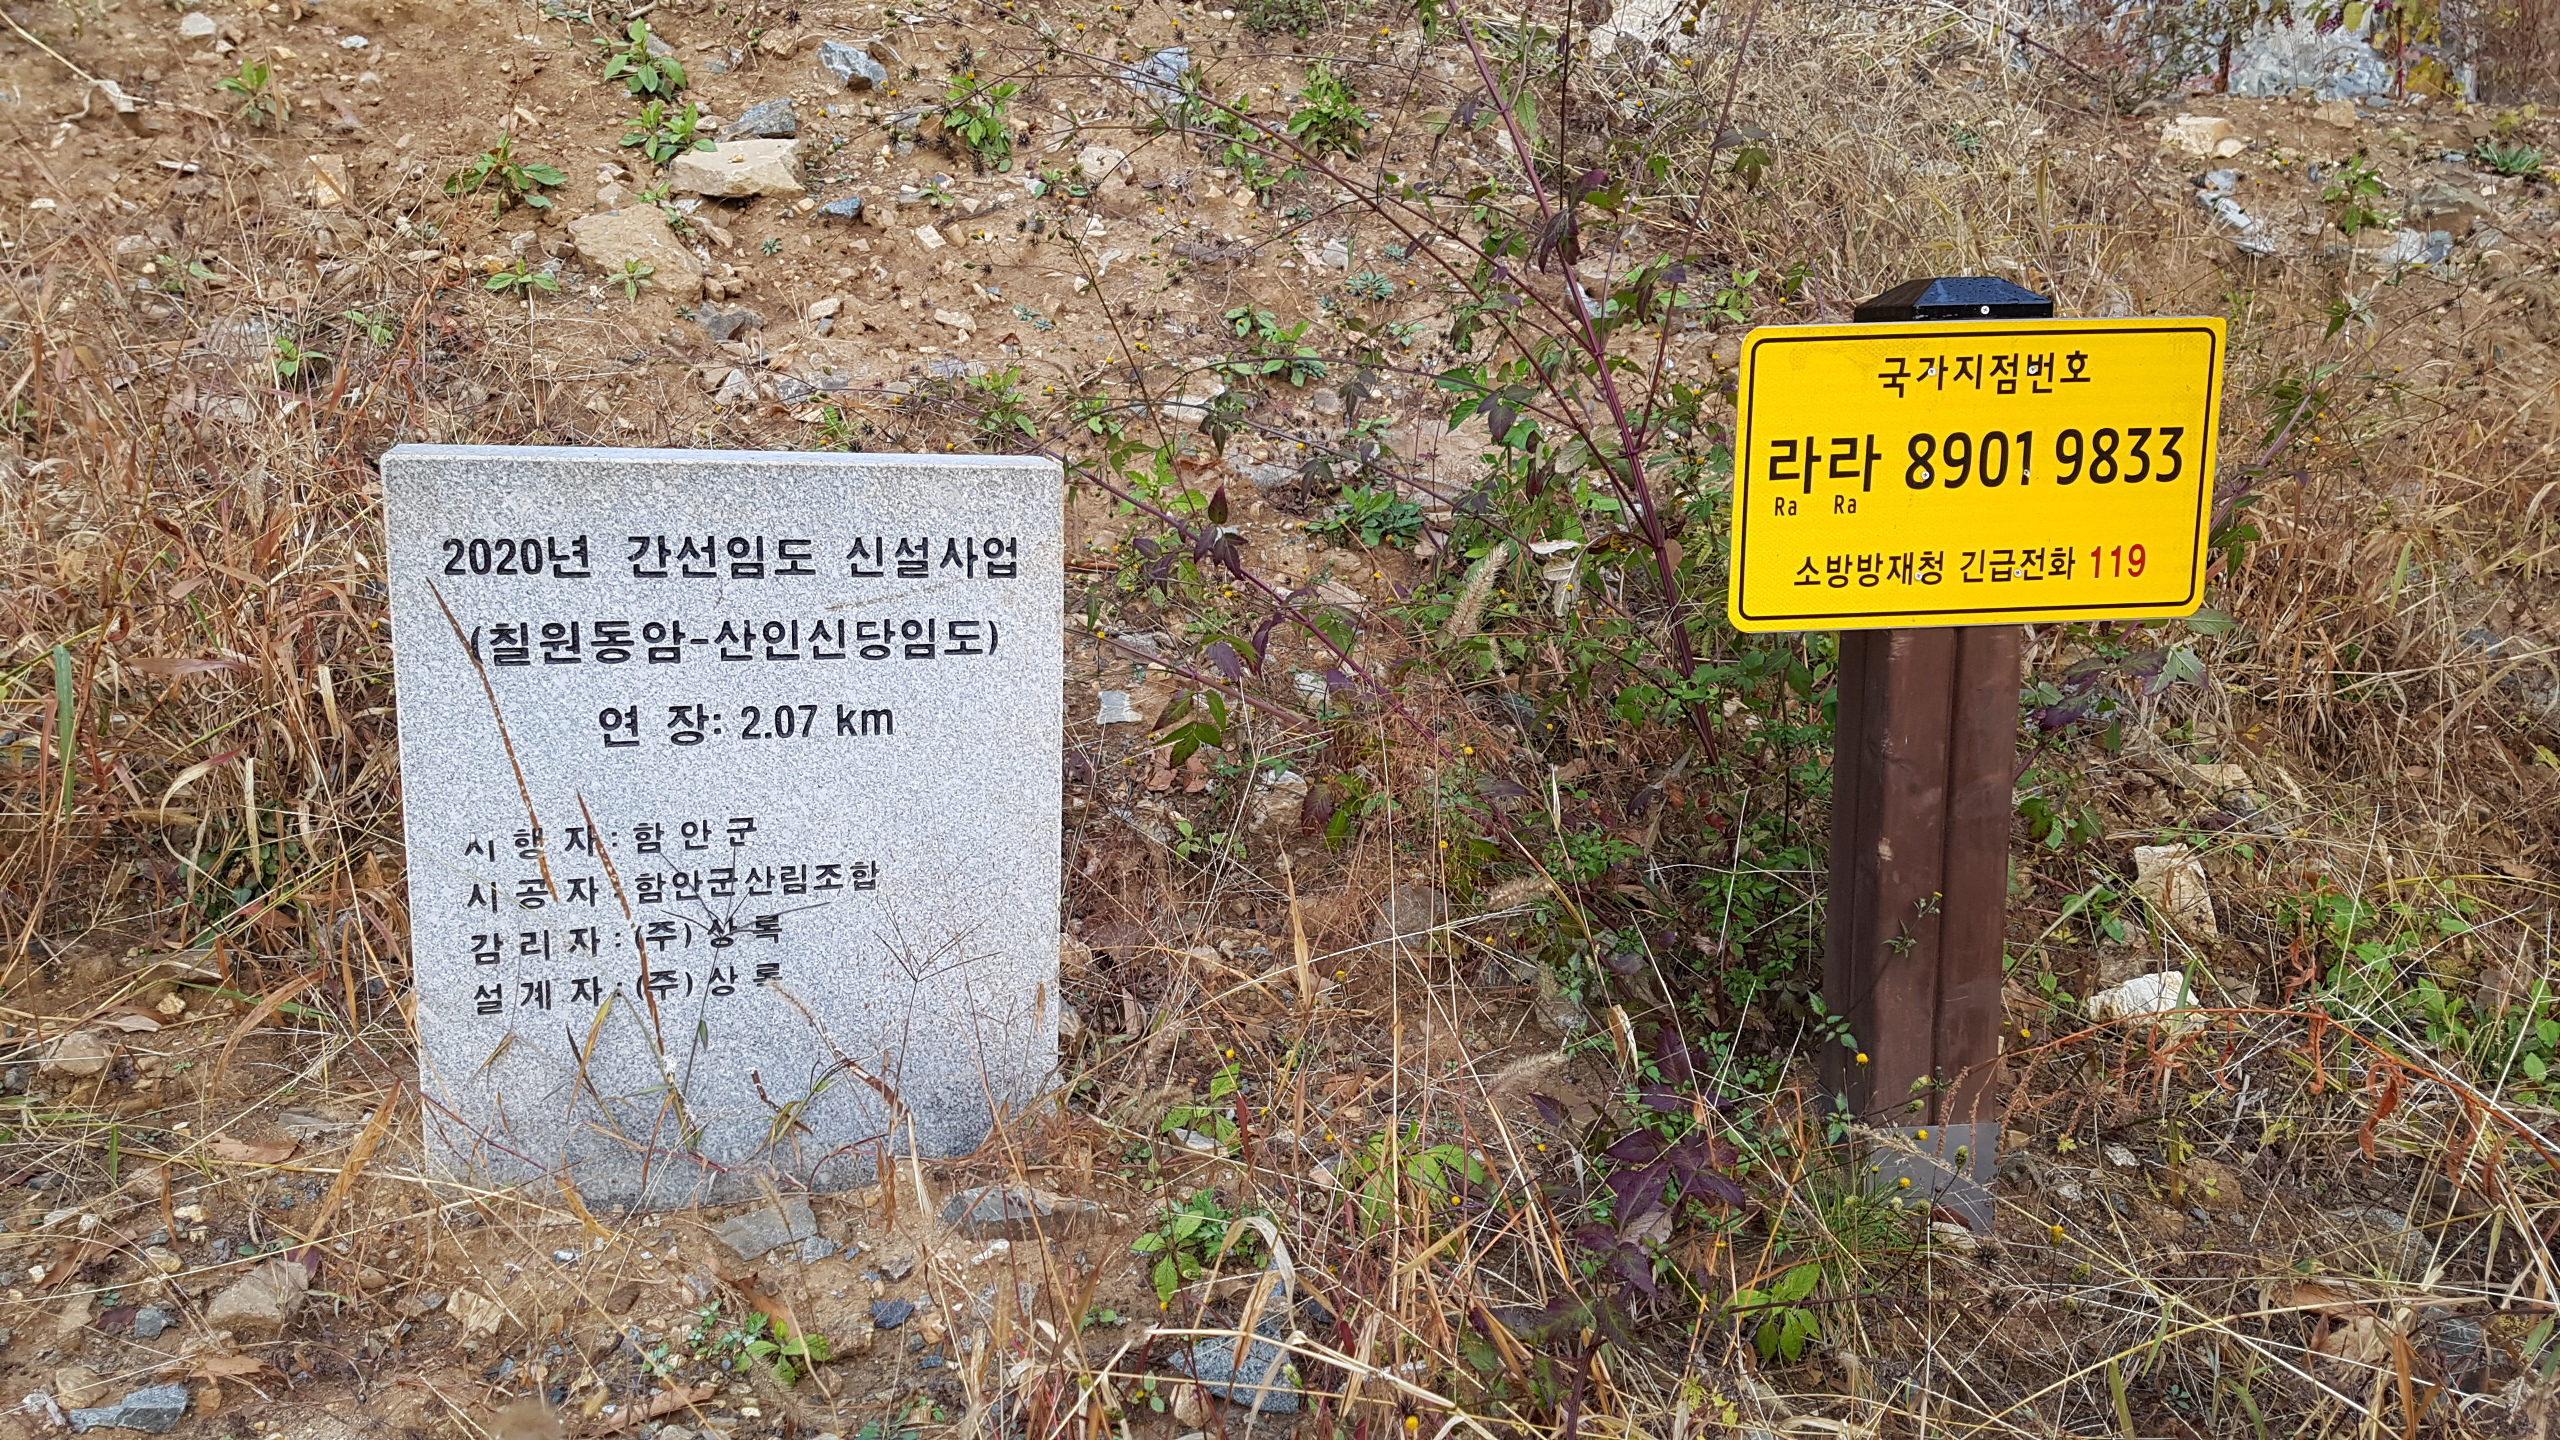 2020년 간선임도 신설사업
(칠원동암-산인신당임도)
연 장: 2.07 km
시 행 자 : 함 안 군
시 공 자 : 함안군산림조합
감 리 자 : (주) 상 록
설 계 자 : (주) 상 록
국가지점번호
라라 8901 9833
Ra Ra
소방방재청 긴급전화 119